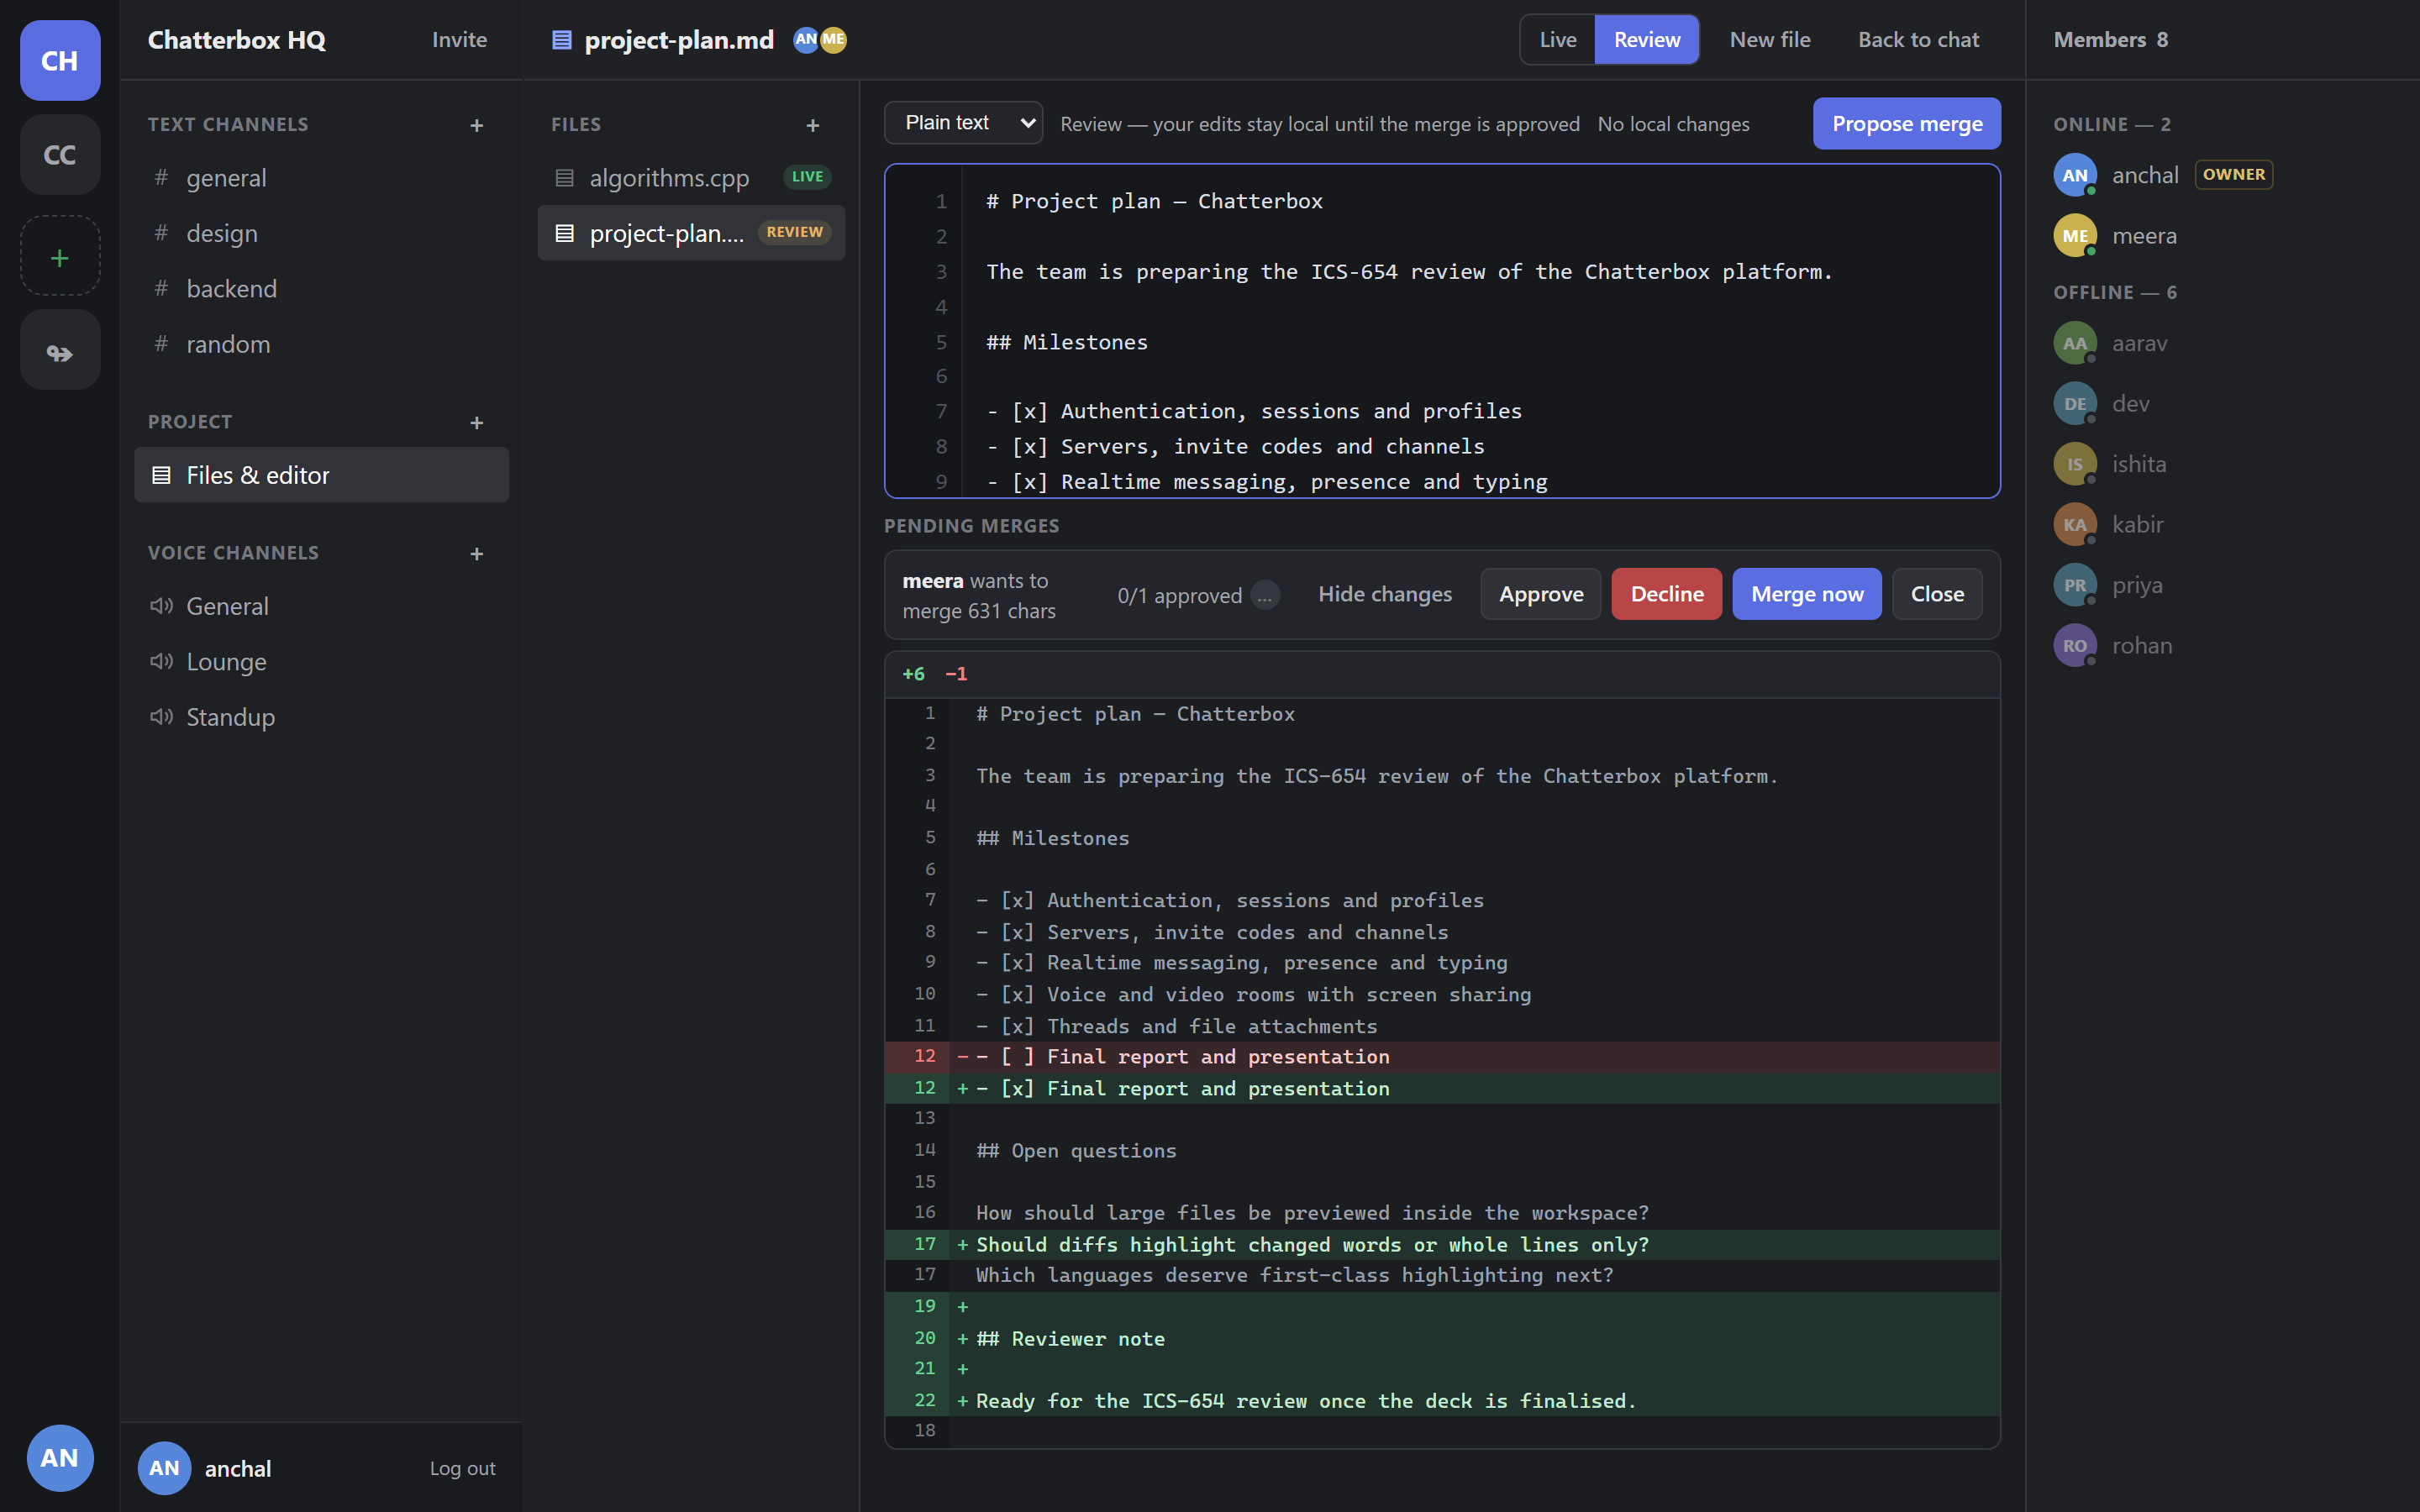 CH
CC
+
AN
Chatterbox HQ
Invite
TEXT CHANNELS +
# general
# design
# backend
# random
PROJECT +
Files & editor
VOICE CHANNELS +
General
Lounge
Standup
AN anchal Log out
project-plan.md AN ME
Live Review New file Back to chat
FILES +
algorithms.cpp LIVE
project-plan.... REVIEW
Plain text Review — your edits stay local until the merge is approved No local changes Propose merge
1 # Project plan — Chatterbox
2
3 The team is preparing the ICS-654 review of the Chatterbox platform.
4
5 ## Milestones
6
7 - [x] Authentication, sessions and profiles
8 - [x] Servers, invite codes and channels
9 - [x] Realtime messaging, presence and typing
PENDING MERGES
meera wants to
merge 631 chars
0/1 approved ... Hide changes Approve Decline Merge now Close
+6 −1
1 # Project plan — Chatterbox
2
3 The team is preparing the ICS-654 review of the Chatterbox platform.
4
5 ## Milestones
6
7 - [x] Authentication, sessions and profiles
8 - [x] Servers, invite codes and channels
9 - [x] Realtime messaging, presence and typing
10 - [x] Voice and video rooms with screen sharing
11 - [x] Threads and file attachments
12 − - [ ] Final report and presentation
12 + - [x] Final report and presentation
13
14 ## Open questions
15
16 How should large files be previewed inside the workspace?
17 + Should diffs highlight changed words or whole lines only?
17 Which languages deserve first-class highlighting next?
19 +
20 + ## Reviewer note
21 +
22 + Ready for the ICS-654 review once the deck is finalised.
18
Members 8
ONLINE — 2
AN anchal OWNER
ME meera
OFFLINE — 6
AA aarav
DE dev
IS ishita
KA kabir
PR priya
RO rohan